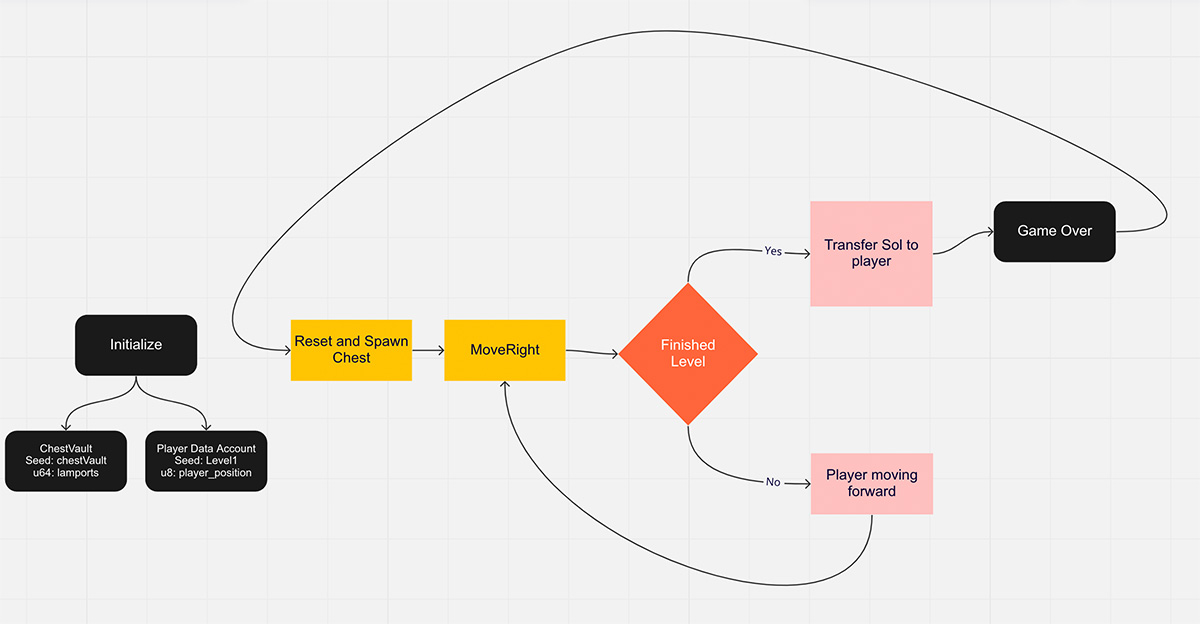 Initialize
ChestVault
Seed: chestVault
u64: lamports
Player Data Account
Seed: Level1
u8: player_position
Reset and Spawn
Chest
MoveRight
Finished
Level
Yes
Transfer Sol to
player
Game Over
No
Player moving
forward